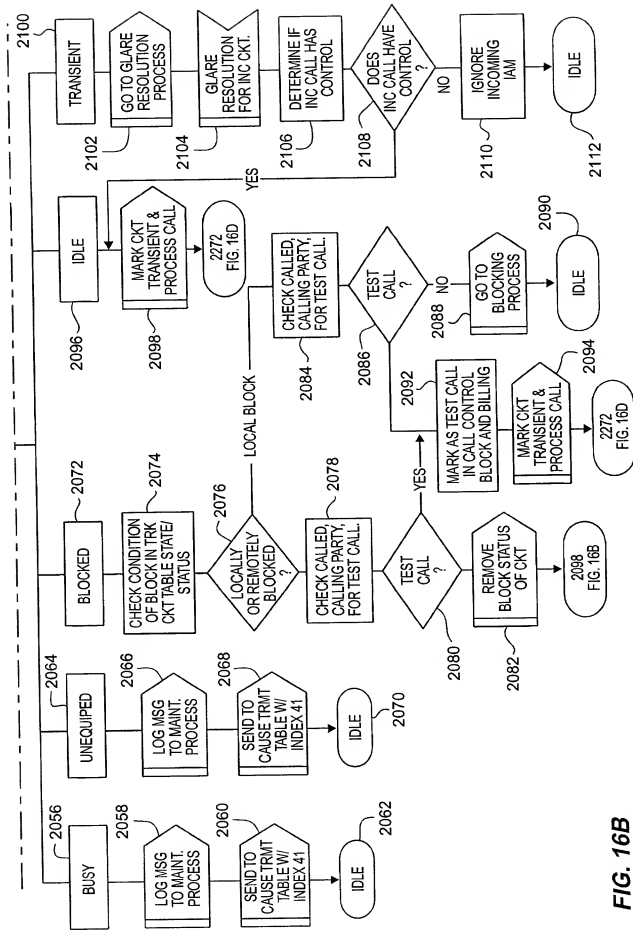 2056
BUSY
2058
LOG MSG
TO MAINT.
PROCESS
2060
SEND TO
CAUSE TRMT
TABLE W/
INDEX 41
2062
IDLE
2064
UNEQUIPED
2066
LOG MSG
TO MAINT.
PROCESS
2068
SEND TO
CAUSE TRMT
TABLE W/
INDEX 41
2070
IDLE
2072
BLOCKED
2074
CHECK CONDITION
OF BLOCK IN TRK
CKT TABLE STATE/
STATUS
2076
LOCALLY
OR REMOTELY
BLOCKED
?
LOCAL BLOCK
2078
CHECK CALLED,
CALLING PARTY,
FOR TEST CALL.
2080
TEST
CALL
?
YES
2082
REMOVE
BLOCK STATUS
OF CKT
2098
FIG. 16B
2084
CHECK CALLED,
CALLING PARTY,
FOR TEST CALL.
2086
TEST
CALL
?
NO
2088
GO TO
BLOCKING
PROCESS
2090
IDLE
2092
MARK AS TEST CALL
IN CALL CONTROL
BLOCK AND BILLING
2094
MARK CKT
TRANSIENT &
PROCESS CALL
2272
FIG. 16D
2096
IDLE
2098
MARK CKT
TRANSIENT &
PROCESS CALL
2272
FIG. 16D
YES
2100
TRANSIENT
2102
GO TO GLARE
RESOLUTION
PROCESS
2104
GLARE
RESOLUTION
FOR INC CKT.
2106
DETERMINE IF
INC CALL HAS
CONTROL
2108
DOES
INC CALL HAVE
CONTROL
?
NO
2110
IGNORE
INCOMING
IAM
2112
IDLE
FIG. 16B